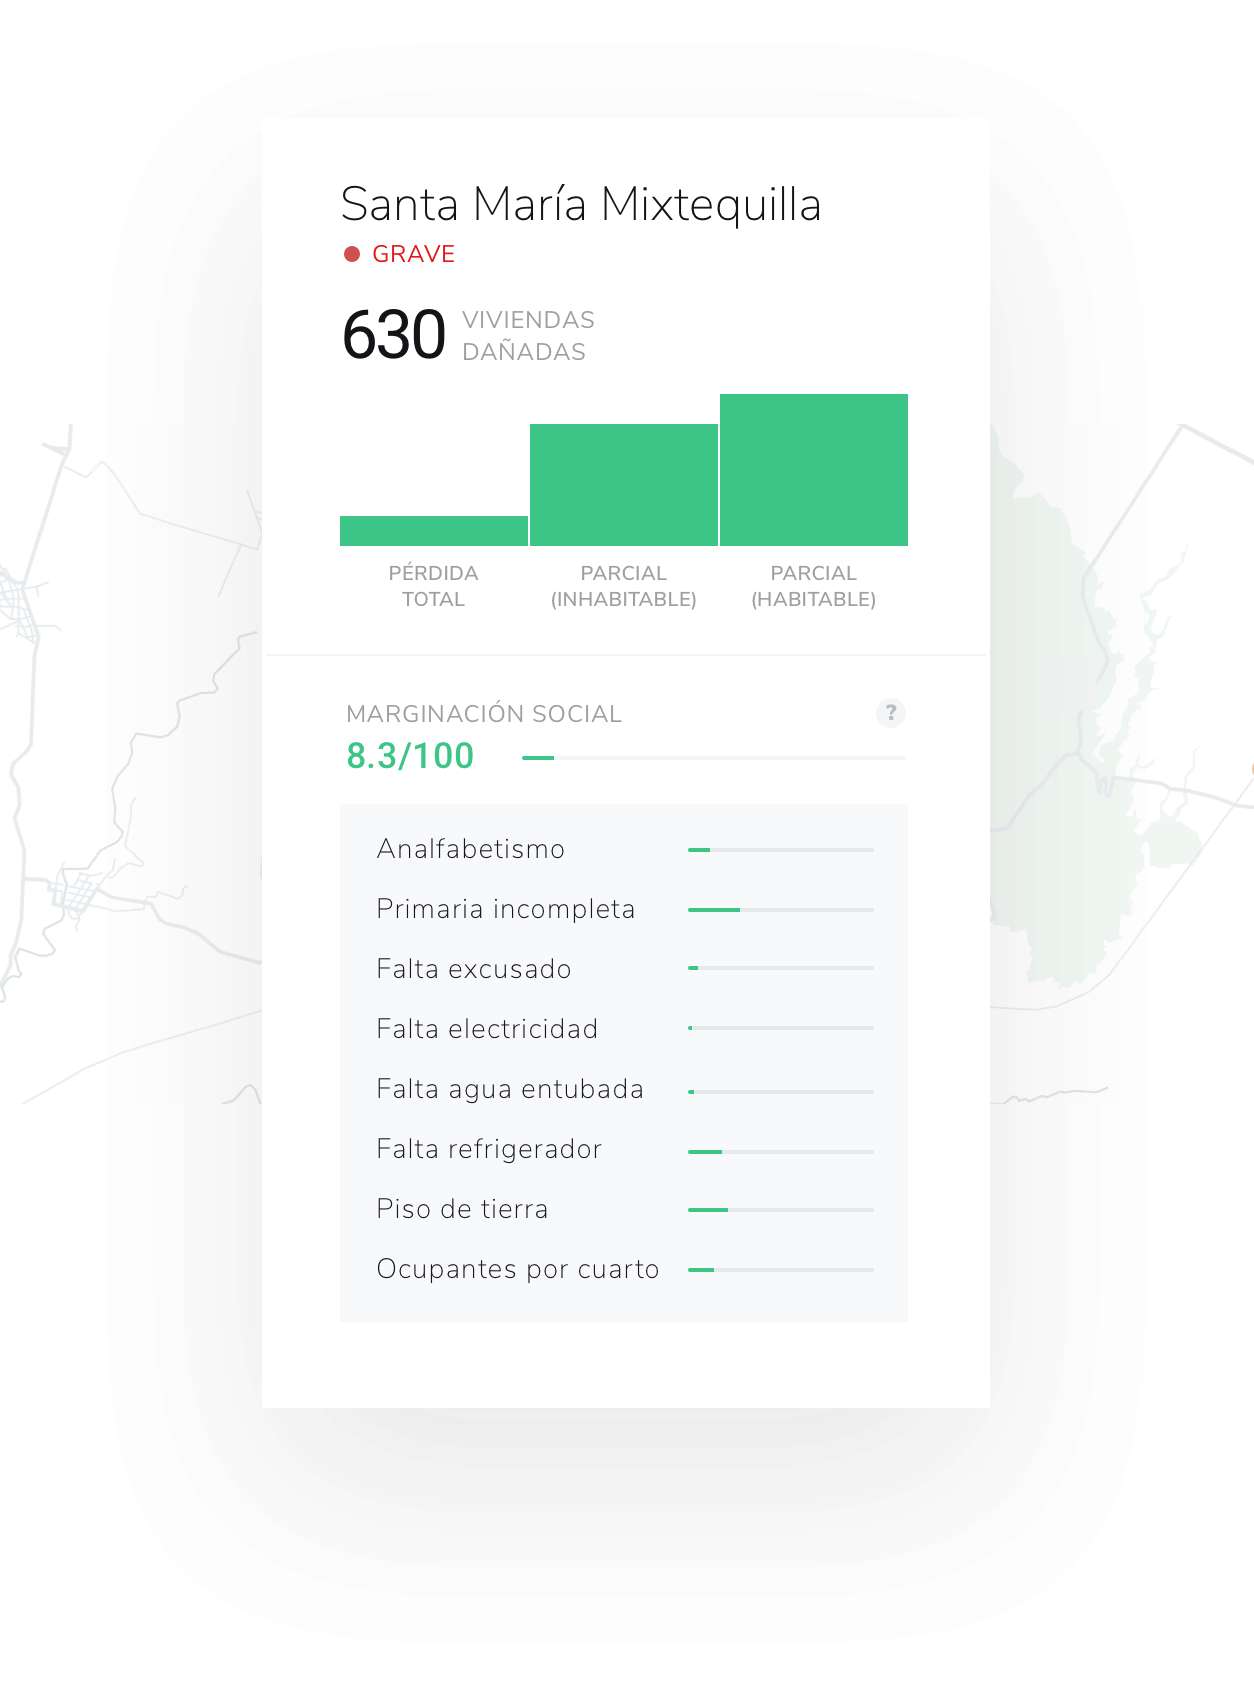 Santa María Mixtequilla
GRAVE
630 VIVIENDAS
DAÑADAS
PÉRDIDA
TOTAL
PARCIAL
(INHABITABLE)
PARCIAL
(HABITABLE)
MARGINACIÓN SOCIAL ?
8.3/100
Analfabetismo
Primaria incompleta
Falta excusado
Falta electricidad
Falta agua entubada
Falta refrigerador
Piso de tierra
Ocupantes por cuarto